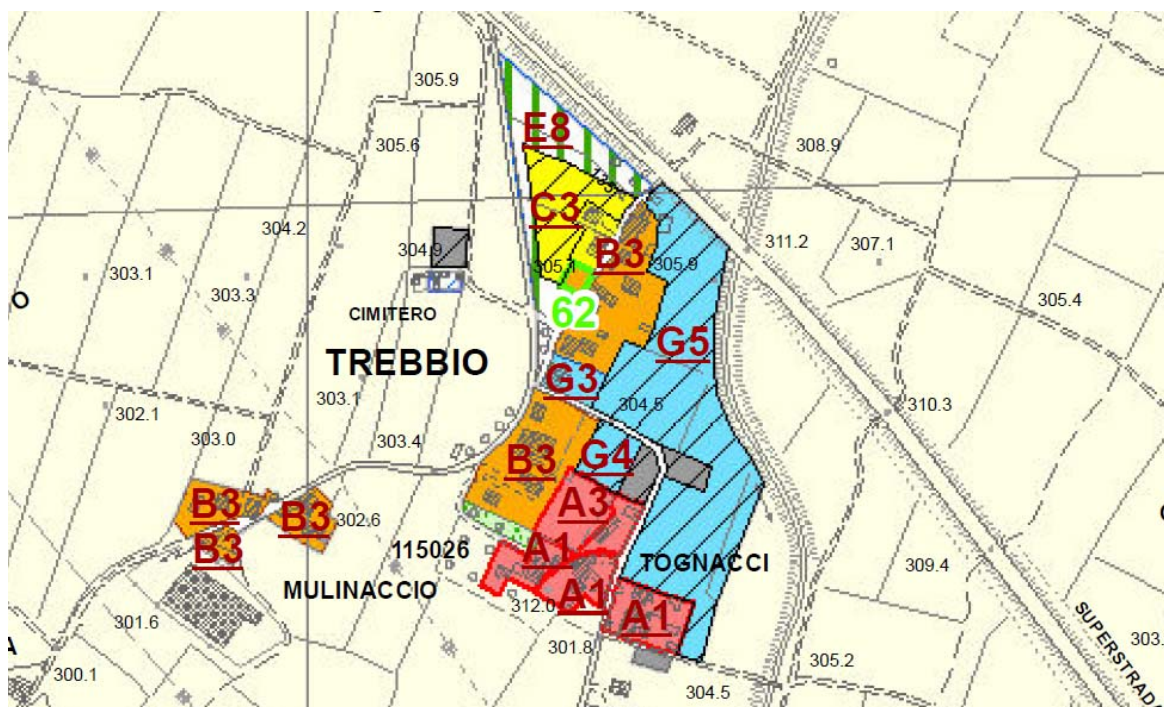 305.9
E8
308.9
305.6
135
C3
304.2
304.9
B3
311.2
307.1
303.1
303.3
305.1
305.9
305.4
O
62
CIMITERO
TREBBIO
G5
G3
303.1
302.1
304.5
310.3
303.0
303.4
B3
G4
B3
B3
302.6
A3
B3
115026
A1
TOGNACCI
MULINACCIO
A1
309.4
312.0
A1
301.6
301.8
SUPERSTRADA
303.
A
305.2
300.1
304.5